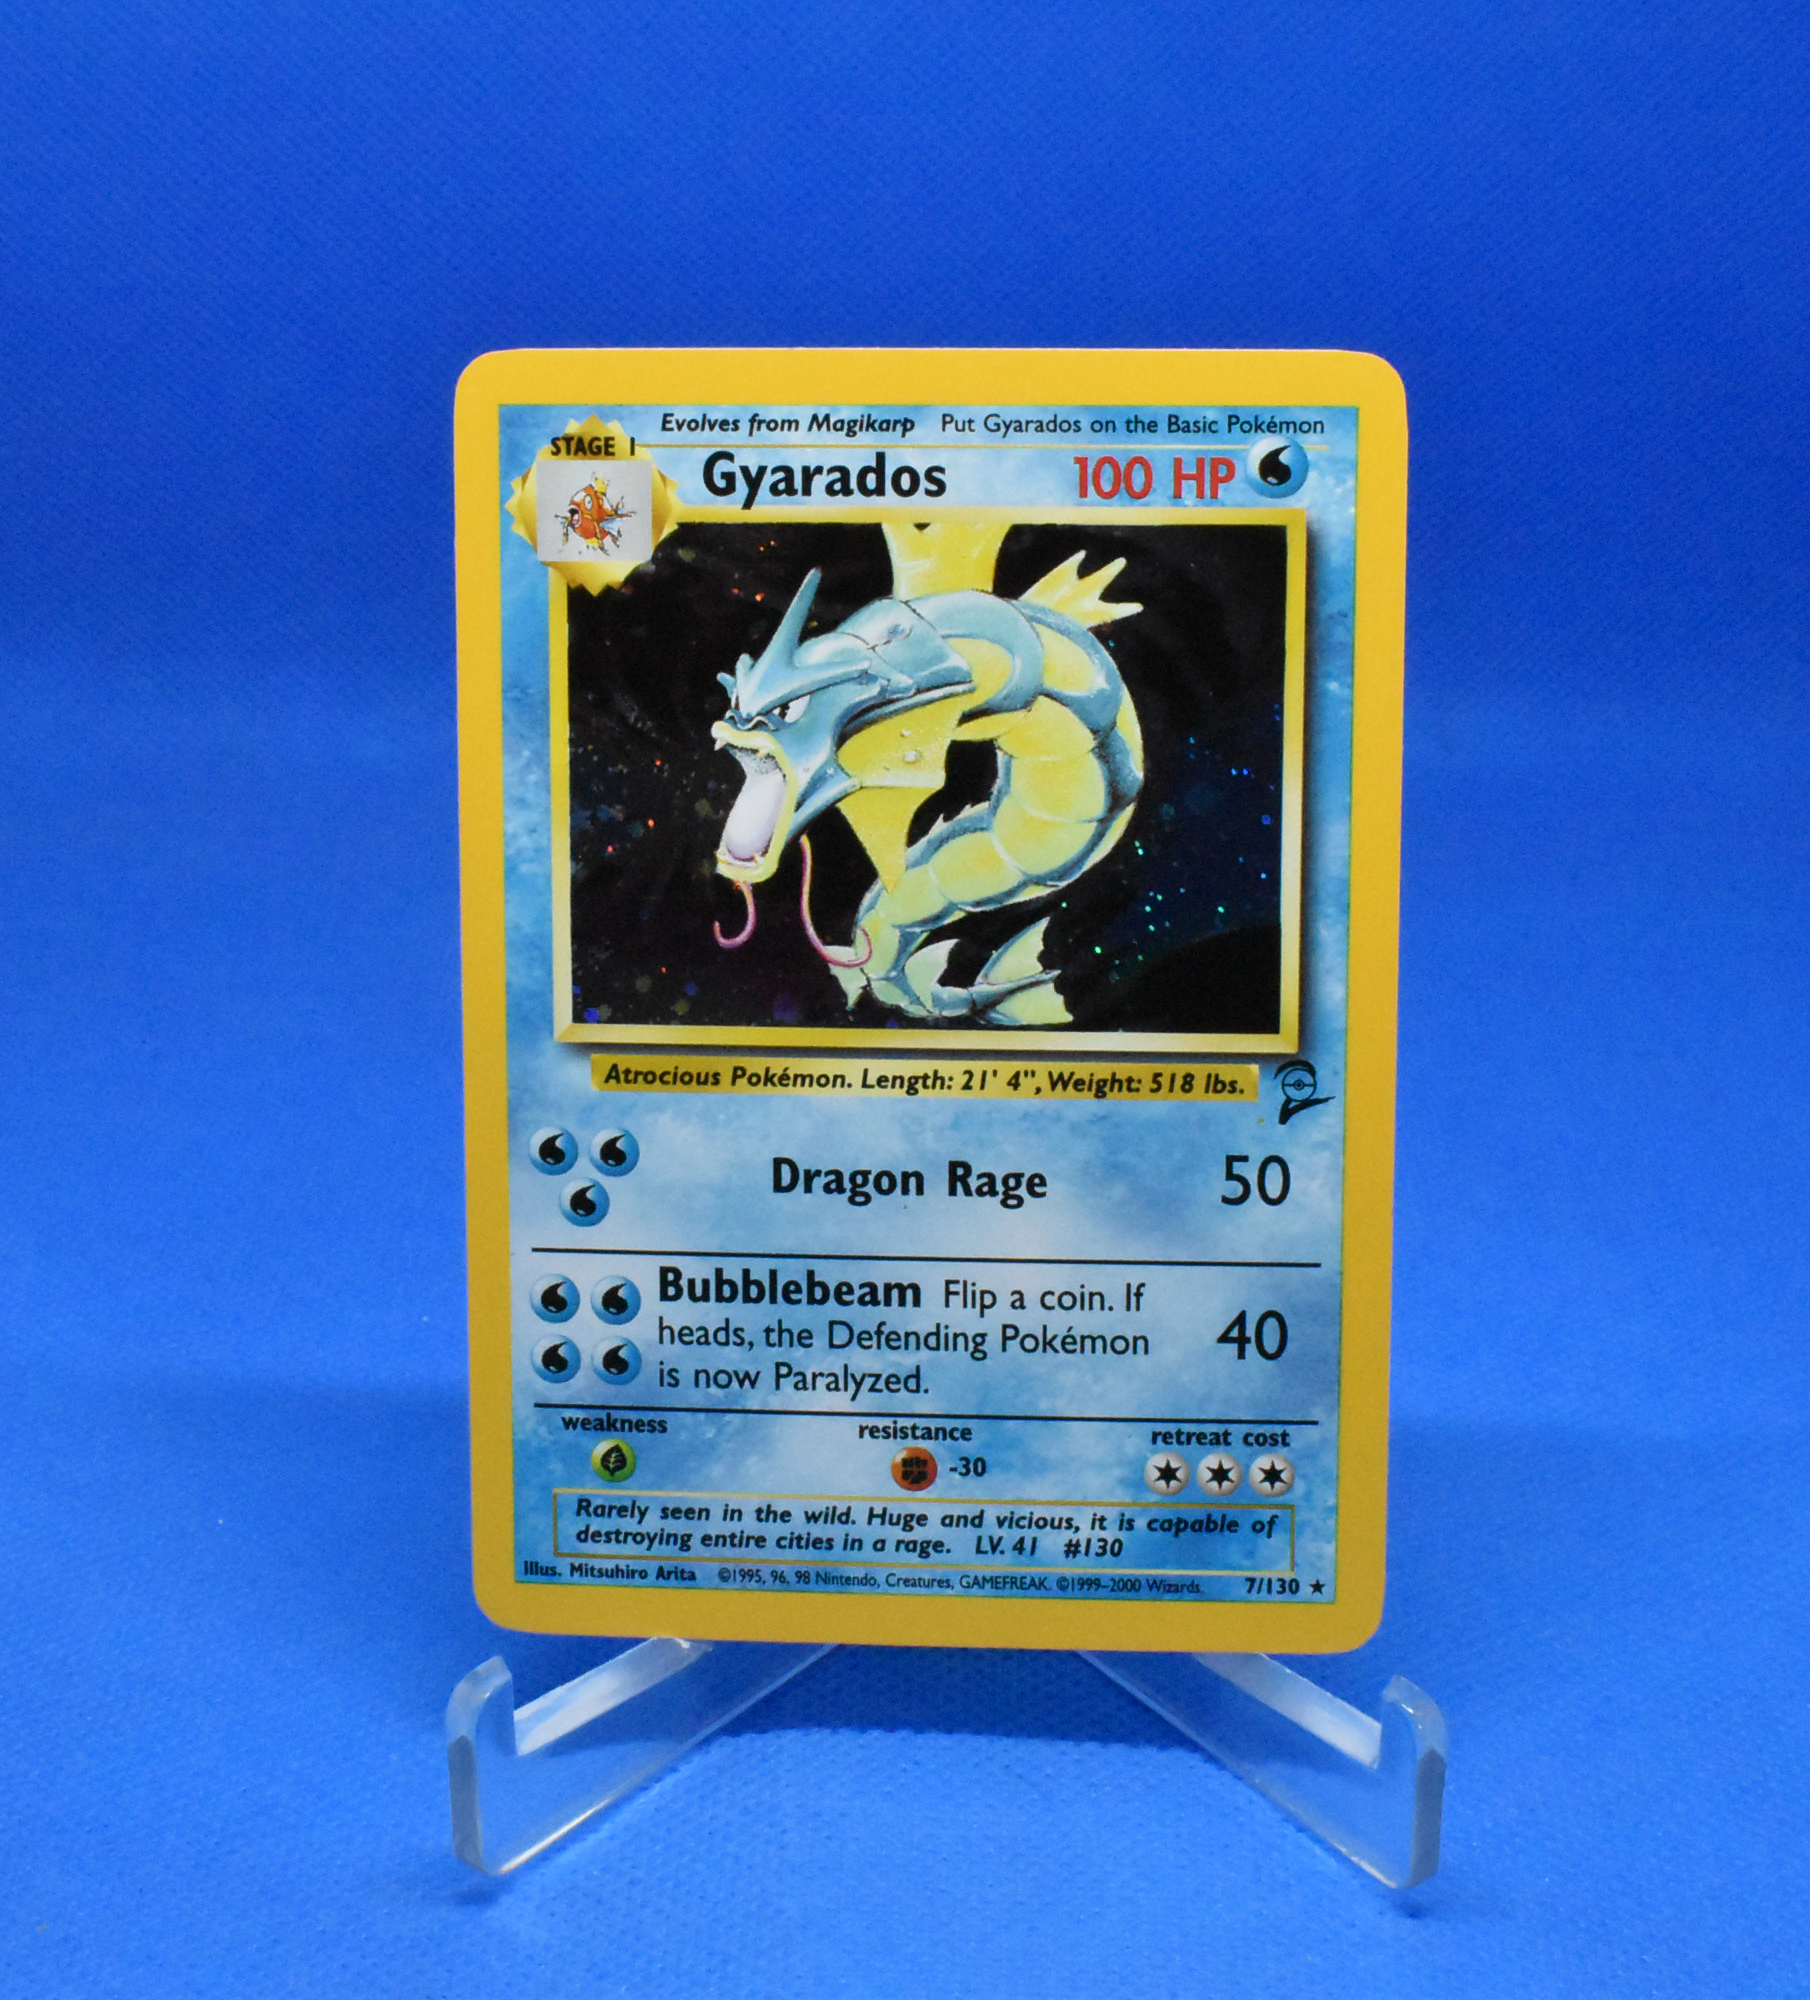 Evolves from Magikarp Put Gyarados on the Basic Pokémon
STAGE 1
Gyarados 100 HP
Atrocious Pokémon. Length: 21' 4", Weight: 518 lbs.
Dragon Rage 50
Bubblebeam Flip a coin. If
heads, the Defending Pokémon
is now Paralyzed.
40
weakness resistance retreat cost
-30
Rarely seen in the wild. Huge and vicious, it is capable of
destroying entire cities in a rage. LV. 41 #130
Illus. Mitsuhiro Arita ©1995, 96, 98 Nintendo, Creatures, GAMEFREAK. ©1999–2000 Wizards. 7/130 ★